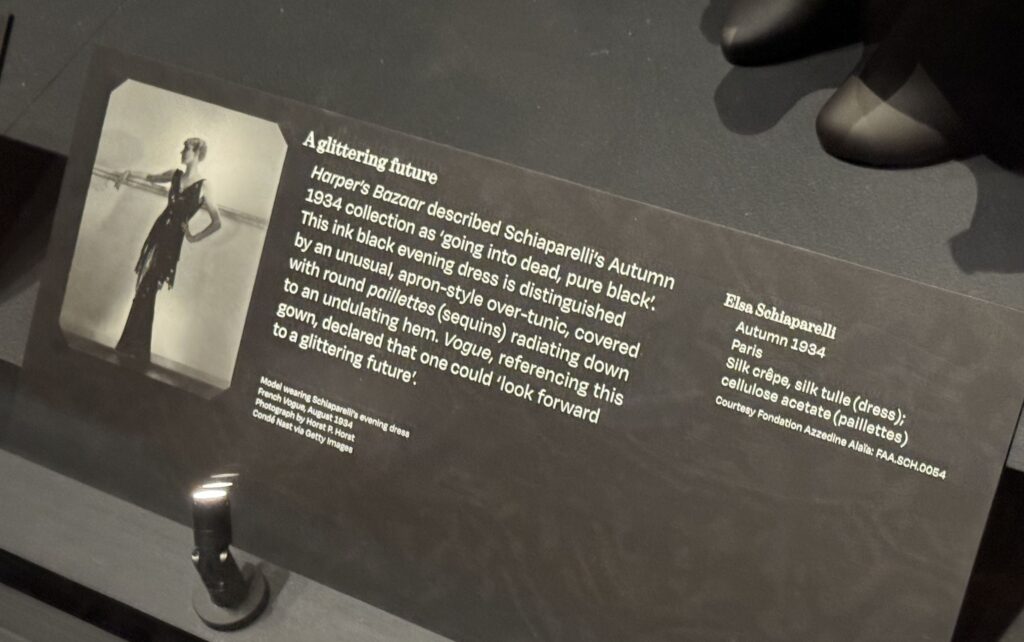 A glittering future
Harper's Bazaar described Schiaparelli's Autumn
1934 collection as ‘going into dead, pure black’.
This ink black evening dress is distinguished
by an unusual, apron-style over-tunic, covered
with round paillettes (sequins) radiating down
to an undulating hem. Vogue, referencing this
gown, declared that one could ‘look forward
to a glittering future’.
Model wearing Schiaparelli's evening dress
French Vogue, August 1934
Photograph by Horst P. Horst
Condé Nast via Getty Images
Elsa Schiaparelli
Autumn 1934
Paris
Silk crêpe, silk tulle (dress);
cellulose acetate (paillettes)
Courtesy Fondation Azzedine Alaïa: FAA.SCH.0054